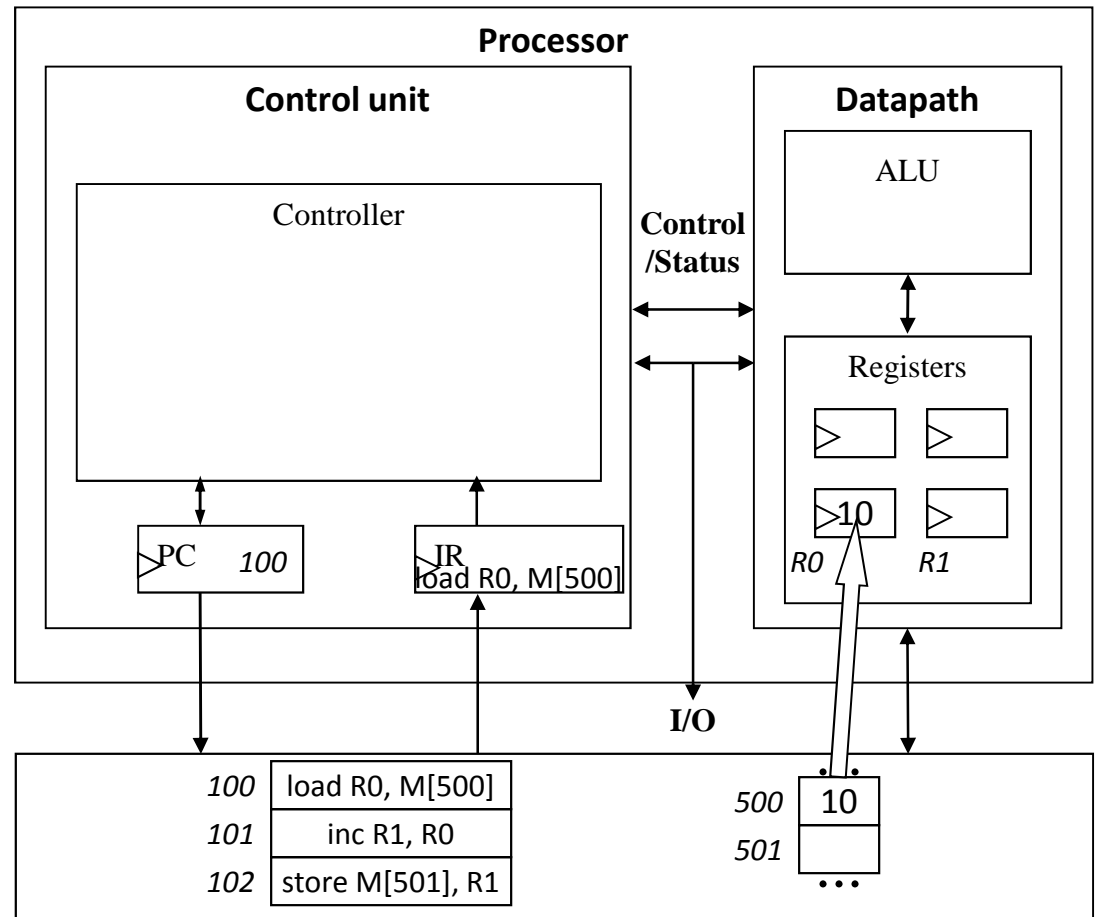 Processor
Control unit
Datapath
Controller
ALU
Control
/Status
Registers
10
R0 R1
PC 100
IR
load R0, M[500]
I/O
100 load R0, M[500]
101 inc R1, R0
102 store M[501], R1
...
500 10
501
...